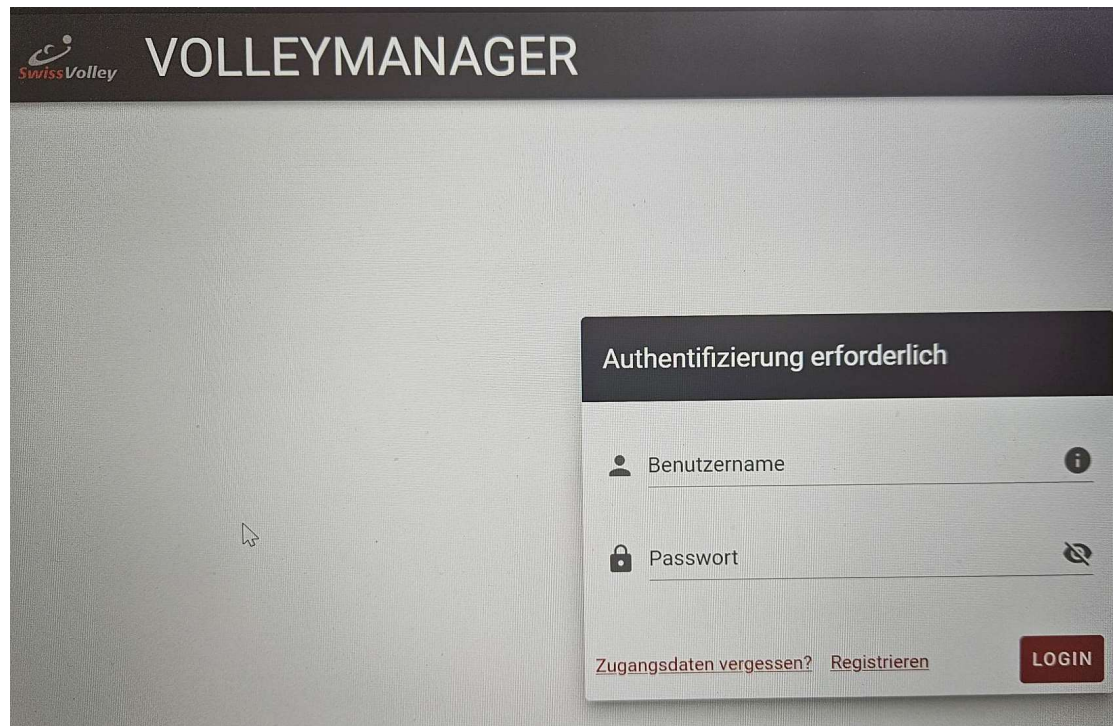 SwissVolley
VOLLEYMANAGER
Authentifizierung erforderlich
Benutzername
Passwort
Zugangsdaten vergessen? Registrieren
LOGIN